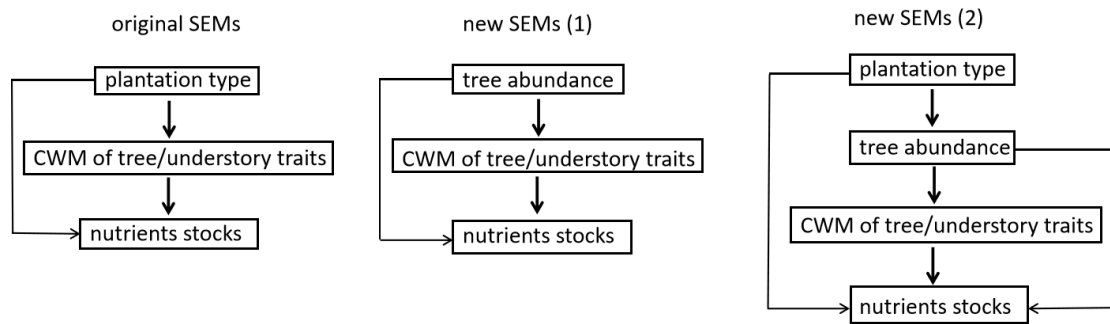 original SEMs
plantation type
CWM of tree/understory traits
nutrients stocks
new SEMs (1)
tree abundance
CWM of tree/understory traits
nutrients stocks
new SEMs (2)
plantation type
tree abundance
CWM of tree/understory traits
nutrients stocks